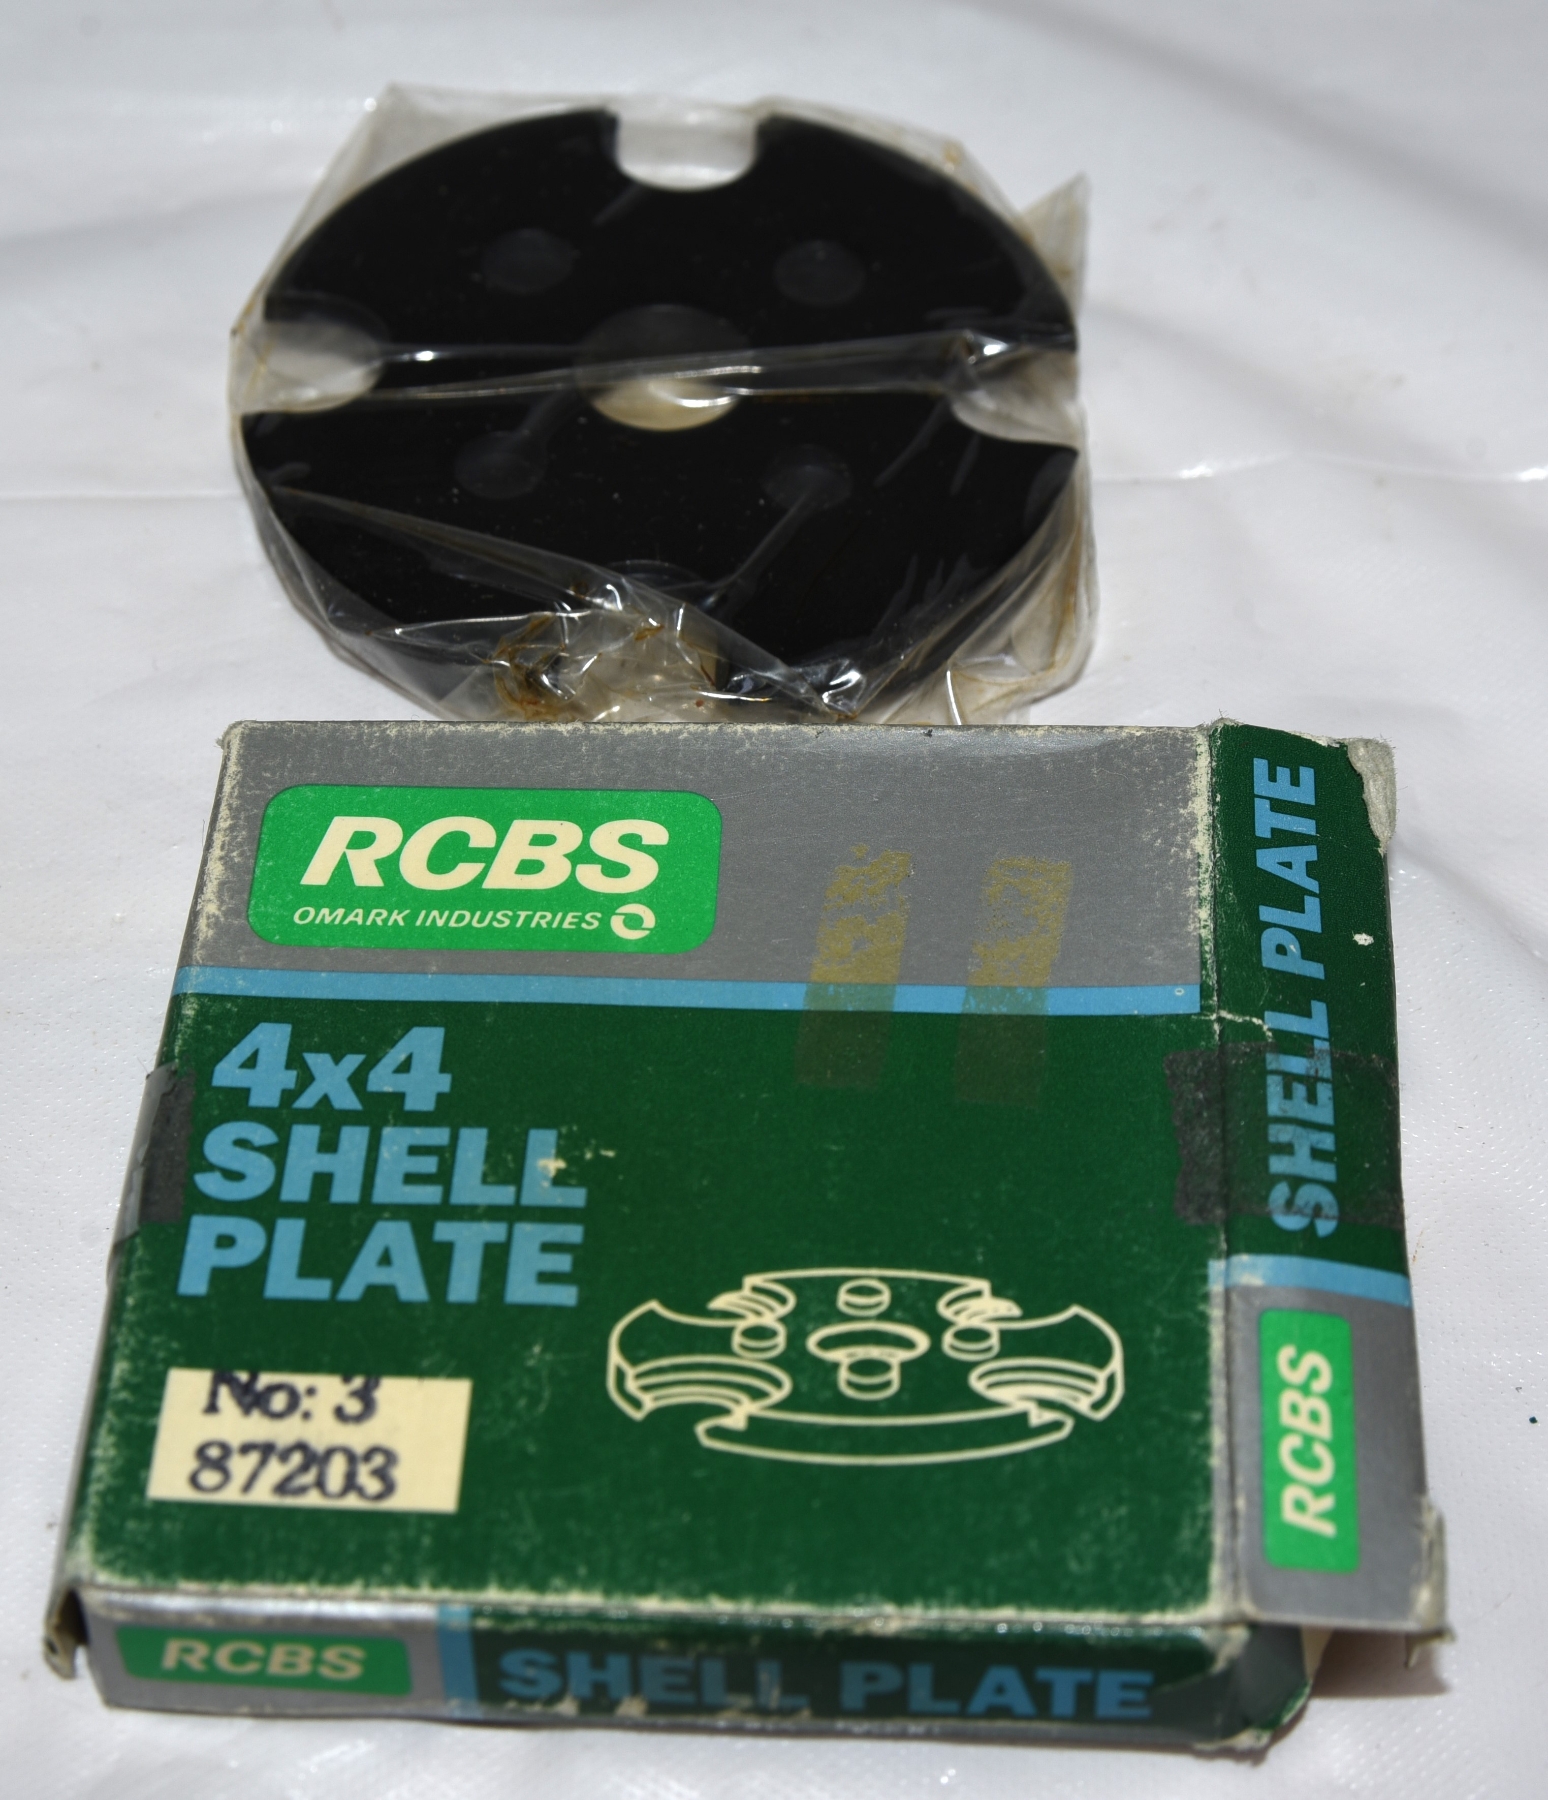 RCBS
OMARK INDUSTRIES
4x4
SHELL
PLATE
No: 3
87203
SHELL PLATE
RCBS
RCBS
SHELL PLATE